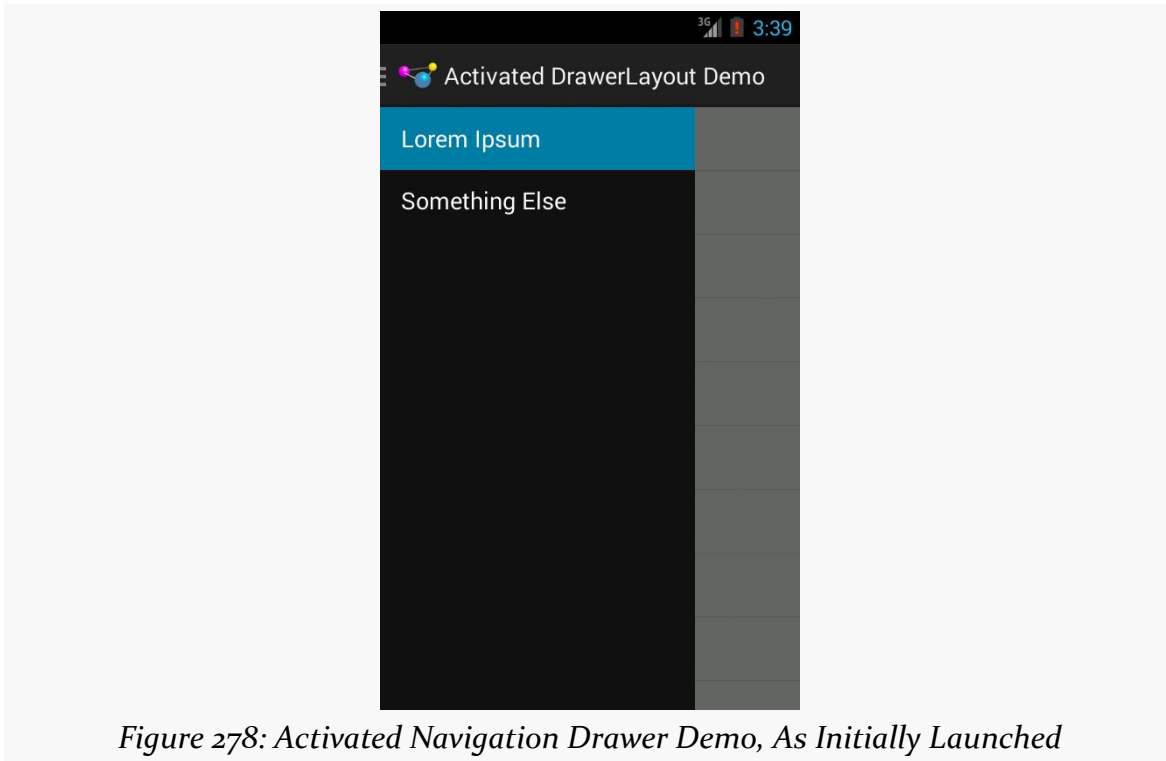 3G 3:39
Activated DrawerLayout Demo
Lorem Ipsum
Something Else
Figure 278: Activated Navigation Drawer Demo, As Initially Launched